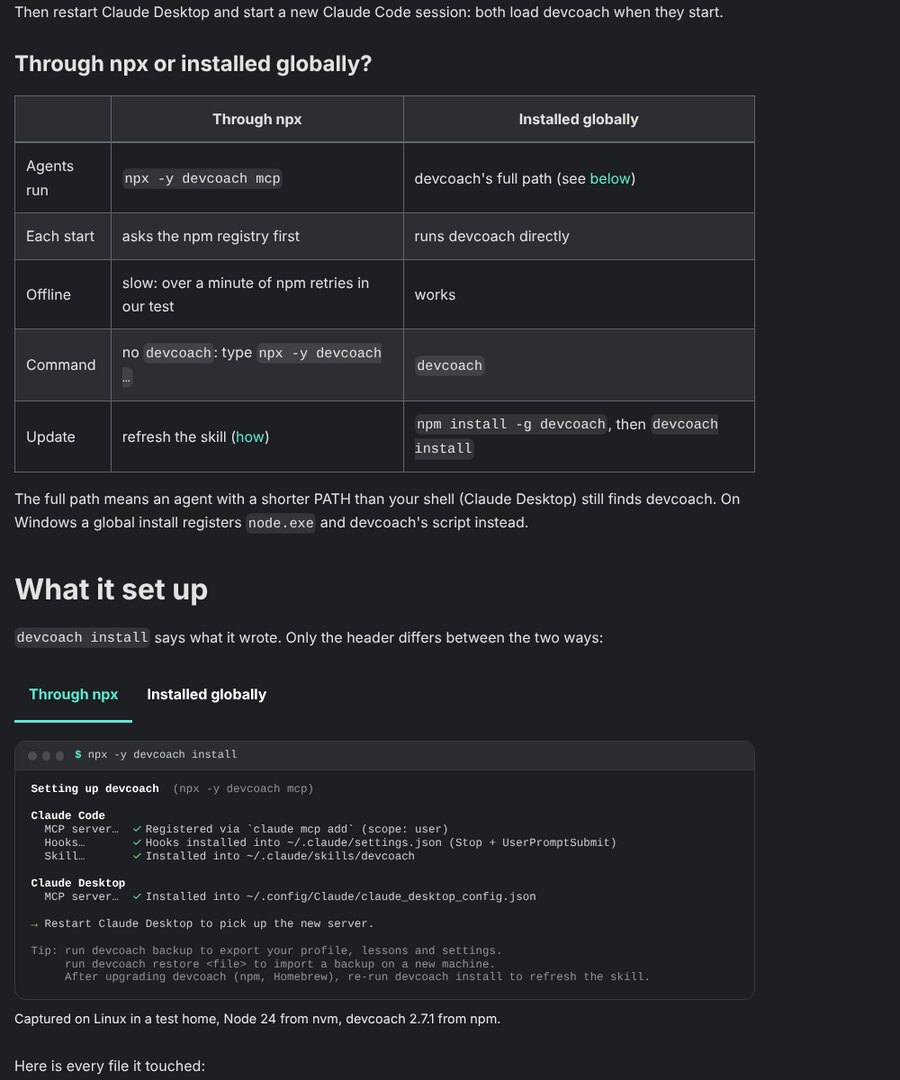 Then restart Claude Desktop and start a new Claude Code session: both load devcoach when they start.
Through npx or installed globally?
Through npx
Installed globally
Agents
run
npx -y devcoach mcp
devcoach's full path (see below)
Each start
asks the npm registry first
runs devcoach directly
Offline
slow: over a minute of npm retries in
our test
works
Command
no devcoach: type npx -y devcoach
…
devcoach
Update
refresh the skill (how)
npm install -g devcoach, then devcoach
install
The full path means an agent with a shorter PATH than your shell (Claude Desktop) still finds devcoach. On
Windows a global install registers node.exe and devcoach's script instead.
What it set up
devcoach install says what it wrote. Only the header differs between the two ways:
Through npx
Installed globally
$ npx -y devcoach install
Setting up devcoach (npx -y devcoach mcp)
Claude Code
MCP server… ✓ Registered via `claude mcp add` (scope: user)
Hooks… ✓ Hooks installed into ~/.claude/settings.json (Stop + UserPromptSubmit)
Skill… ✓ Installed into ~/.claude/skills/devcoach
Claude Desktop
MCP server… ✓ Installed into ~/.config/Claude/claude_desktop_config.json
→ Restart Claude Desktop to pick up the new server.
Tip: run devcoach backup to export your profile, lessons and settings.
run devcoach restore <file> to import a backup on a new machine.
After upgrading devcoach (npm, Homebrew), re-run devcoach install to refresh the skill.
Captured on Linux in a test home, Node 24 from nvm, devcoach 2.7.1 from npm.
Here is every file it touched: